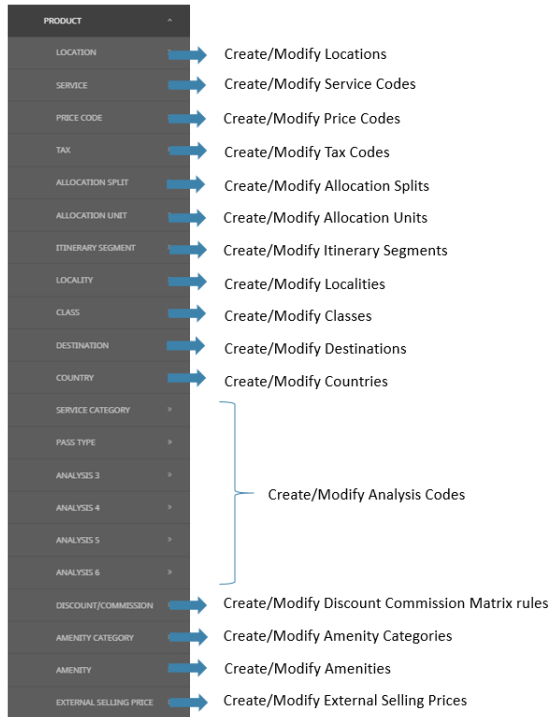 PRODUCT
LOCATION Create/Modify Locations
SERVICE Create/Modify Service Codes
PRICE CODE Create/Modify Price Codes
TAX Create/Modify Tax Codes
ALLOCATION SPLIT Create/Modify Allocation Splits
ALLOCATION UNIT Create/Modify Allocation Units
ITINERARY SEGMENT Create/Modify Itinerary Segments
LOCALITY Create/Modify Localities
CLASS Create/Modify Classes
DESTINATION Create/Modify Destinations
COUNTRY Create/Modify Countries
SERVICE CATEGORY
PASS TYPE
ANALYSIS 3
ANALYSIS 4
ANALYSIS 5
ANALYSIS 6
Create/Modify Analysis Codes
DISCOUNT/COMMISSION Create/Modify Discount Commission Matrix rules
AMENITY CATEGORY Create/Modify Amenity Categories
AMENITY Create/Modify Amenities
EXTERNAL SELLING PRICE Create/Modify External Selling Prices